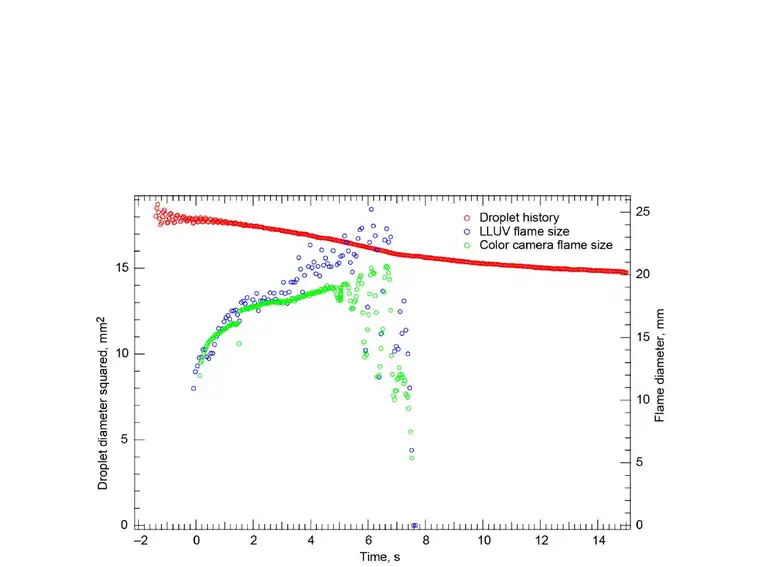 Droplet history
LLUV flame size
Color camera flame size
Droplet diameter squared, mm2
15
10
5
0
25
20
15
10
5
0
Flame diameter, mm
−2 0 2 4 6 8 10 12 14
Time, s